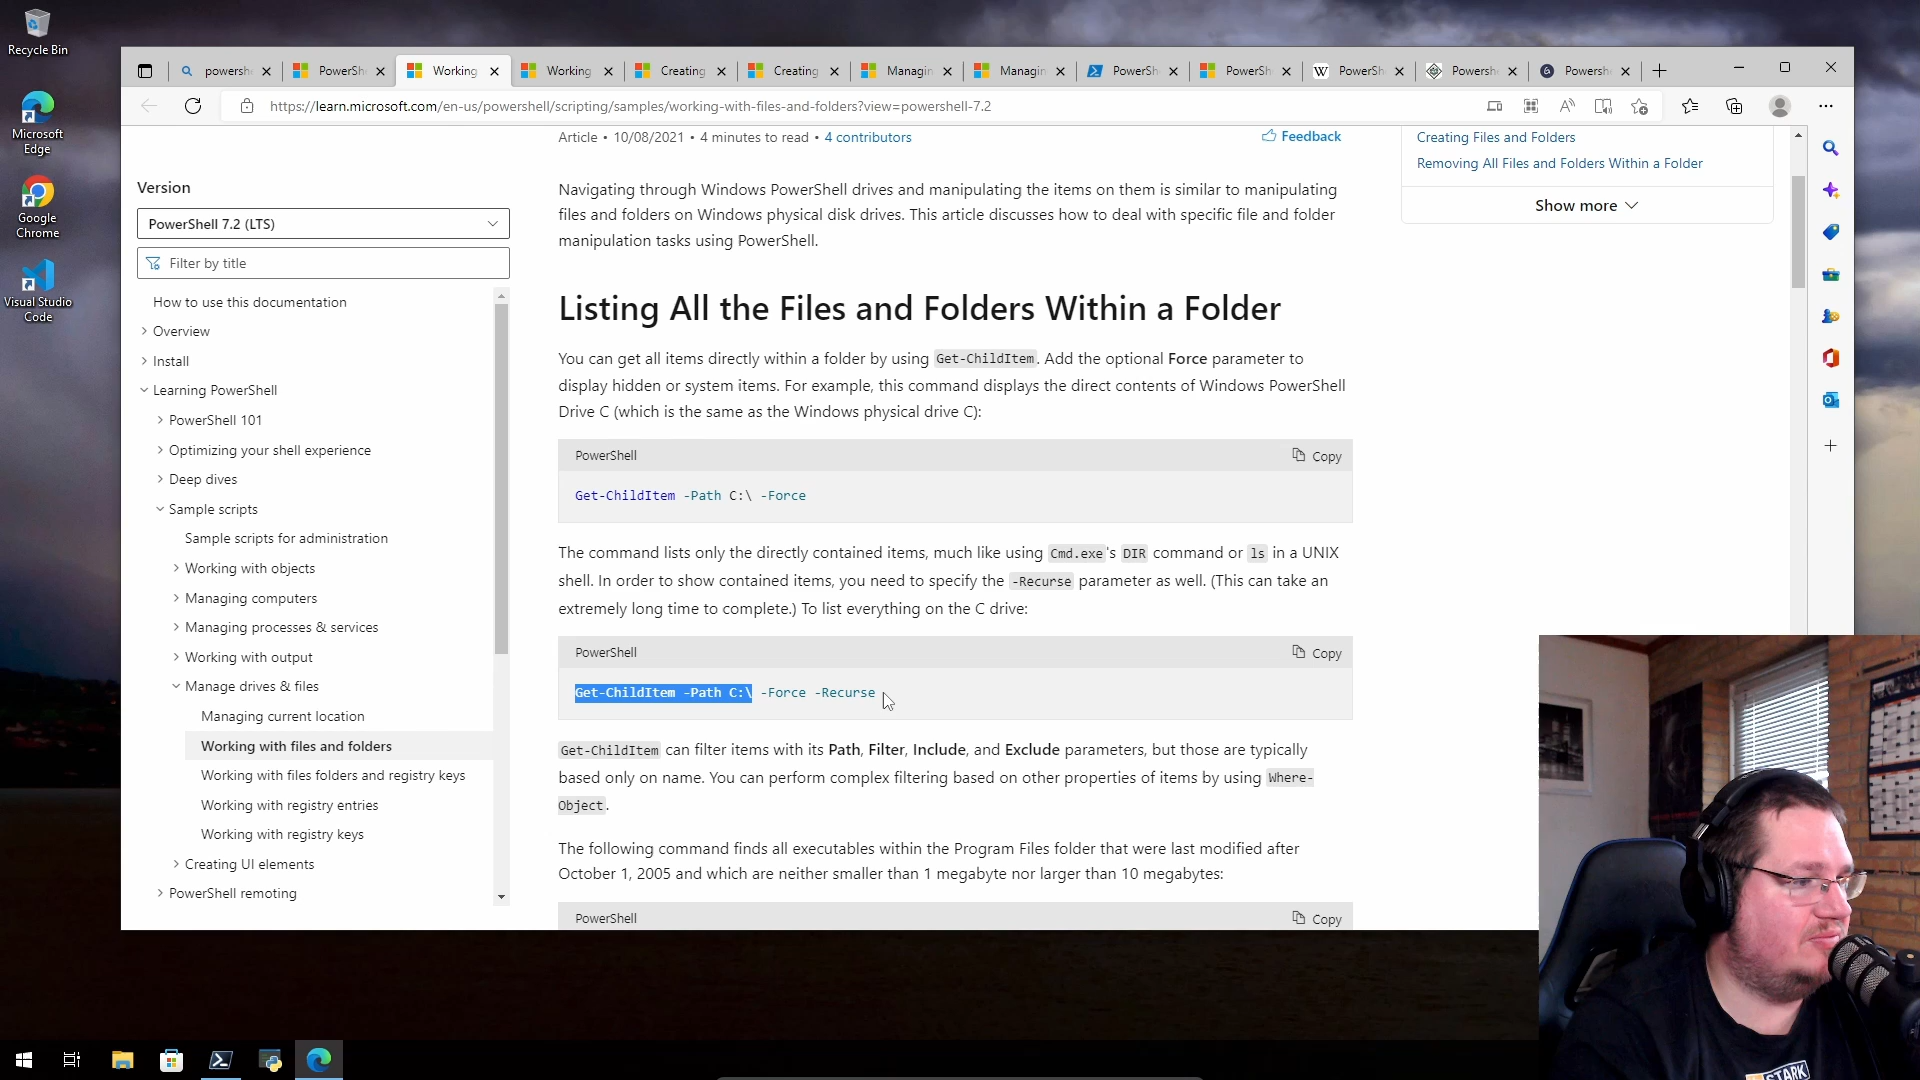 Recycle Bin
Microsoft
Edge
Google
Chrome
Visual Studio
Code
powersh
PowerSh
Working
Working
Creating
Creating
Managin
Managin
PowerSh
PowerSh
PowerSh
Powersh
Powersh
https://learn.microsoft.com/en-us/powershell/scripting/samples/working-with-files-and-folders?view=powershell-7.2
Version
PowerShell 7.2 (LTS)
Filter by title
How to use this documentation
Overview
Install
Learning PowerShell
PowerShell 101
Optimizing your shell experience
Deep dives
Sample scripts
Sample scripts for administration
Working with objects
Managing computers
Managing processes & services
Working with output
Manage drives & files
Managing current location
Working with files and folders
Working with files folders and registry keys
Working with registry entries
Working with registry keys
Creating UI elements
PowerShell remoting
Article • 10/08/2021 • 4 minutes to read • 4 contributors
Feedback
Navigating through Windows PowerShell drives and manipulating the items on them is similar to manipulating
files and folders on Windows physical disk drives. This article discusses how to deal with specific file and folder
manipulation tasks using PowerShell.
Listing All the Files and Folders Within a Folder
You can get all items directly within a folder by using Get-ChildItem. Add the optional Force parameter to
display hidden or system items. For example, this command displays the direct contents of Windows PowerShell
Drive C (which is the same as the Windows physical drive C):
PowerShell
Copy
Get-ChildItem -Path C:\ -Force
The command lists only the directly contained items, much like using Cmd.exe's DIR command or ls in a UNIX
shell. In order to show contained items, you need to specify the -Recurse parameter as well. (This can take an
extremely long time to complete.) To list everything on the C drive:
PowerShell
Copy
Get-ChildItem -Path C:\ -Force -Recurse
Get-ChildItem can filter items with its Path, Filter, Include, and Exclude parameters, but those are typically
based only on name. You can perform complex filtering based on other properties of items by using Where-
Object.
The following command finds all executables within the Program Files folder that were last modified after
October 1, 2005 and which are neither smaller than 1 megabyte nor larger than 10 megabytes:
PowerShell
Copy
Creating Files and Folders
Removing All Files and Folders Within a Folder
Show more
STARK